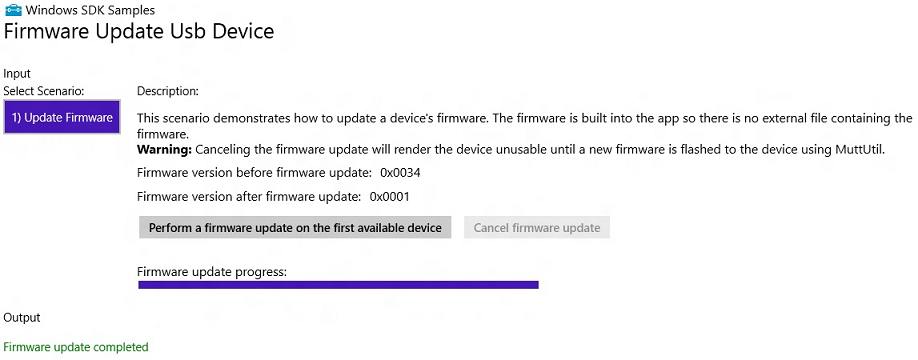 Windows SDK Samples
Firmware Update Usb Device
Input
Select Scenario:
Description:
1) Update Firmware
This scenario demonstrates how to update a device's firmware. The firmware is built into the app so there is no external file containing the
firmware.
Warning: Canceling the firmware update will render the device unusable until a new firmware is flashed to the device using MuttUtil.
Firmware version before firmware update: 0x0034
Firmware version after firmware update: 0x0001
Perform a firmware update on the first available device
Cancel firmware update
Firmware update progress:
Output
Firmware update completed